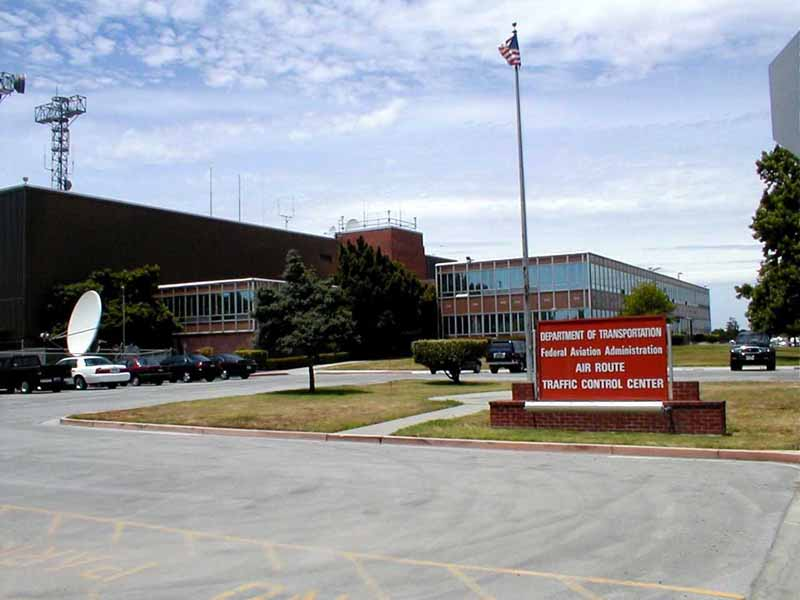 DEPARTMENT OF TRANSPORTATION
Federal Aviation Administration
AIR ROUTE
TRAFFIC CONTROL CENTER